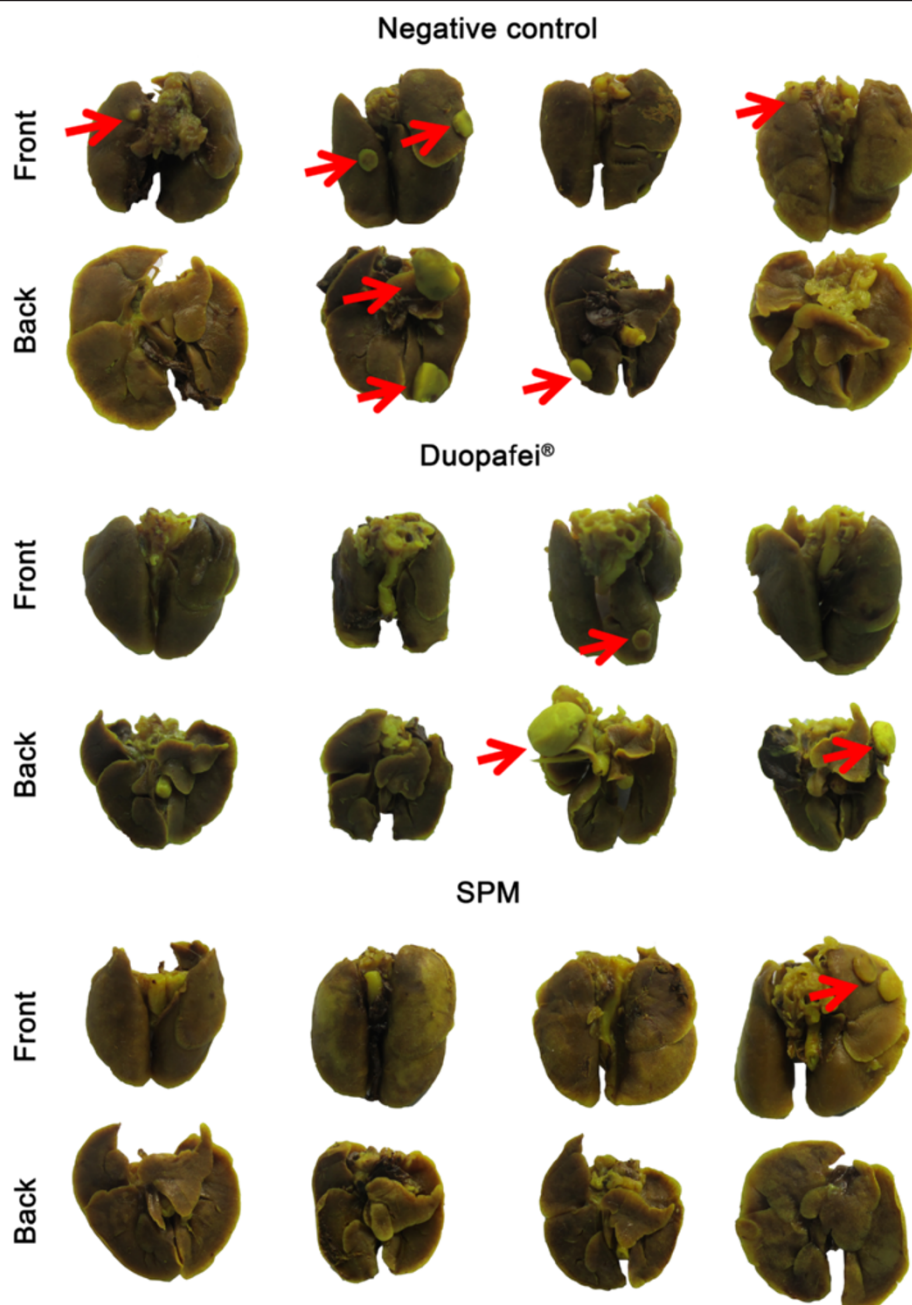 Negative control
Front
Back
Duopafei®
Front
Back
SPM
Front
Back